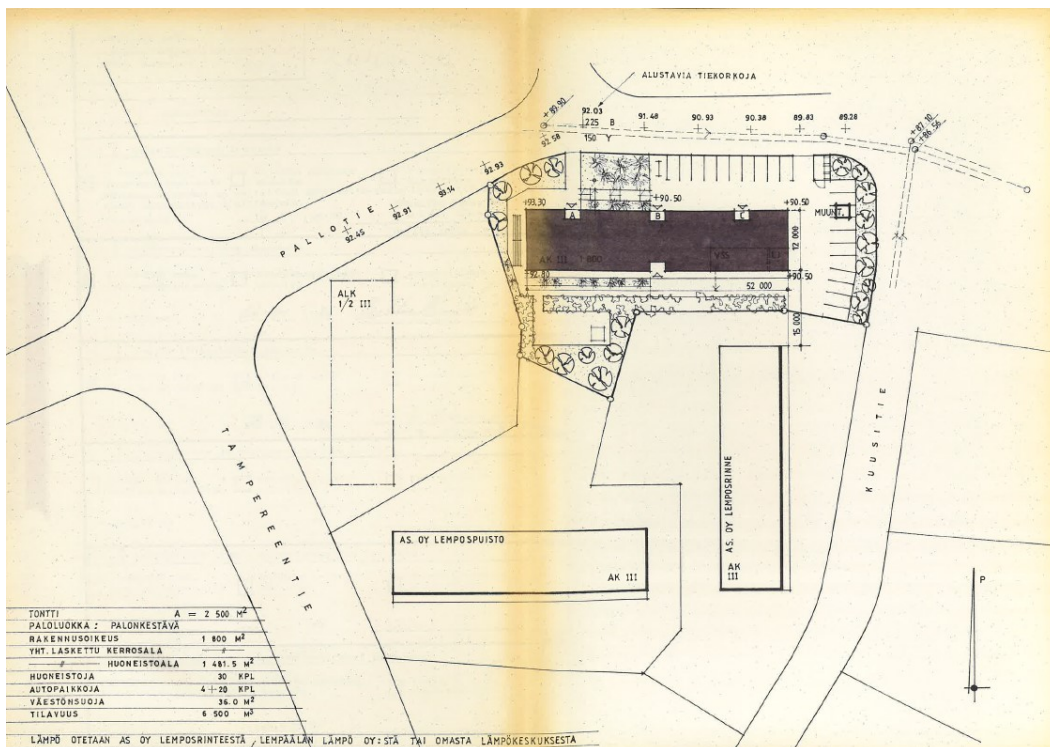 ALUSTAVIA TIEKORKOJA
+89.90
92.03
225 B
91.48
90.93
90.38
89.83
89.28
+87.10
+86.56
92.58
150 Y
92.93
93.14
92.91
92.45
PALLOTIE
+93.30
A
B
+90.50
C
+90.50
MUUNT.
AK III 1 800
VSS
12 000
+92.80
52 000
+90.50
15 000
ALK
1/2 III
TAMPEREENTIE
KUUSITIE
AS. OY LEMPOSRINNE
AK
III
AS. OY LEMPOSPUISTO
AK III
P
TONTTI A = 2 500 M²
PALOLUOKKA : PALONKESTÄVÄ
RAKENNUSOIKEUS 1 800 M²
YHT. LASKETTU KERROSALA —〃—
—〃— HUONEISTOALA 1 481.5 M²
HUONEISTOJA 30 KPL
AUTOPAIKKOJA 4+20 KPL
VÄESTÖNSUOJA 36.0 M²
TILAVUUS 6 500 M³
LÄMPÖ OTETAAN AS OY LEMPOSRINTEESTÄ , LEMPÄÄLÄN LÄMPÖ OY:STÄ TAI OMASTA LÄMPÖKESKUKSESTA